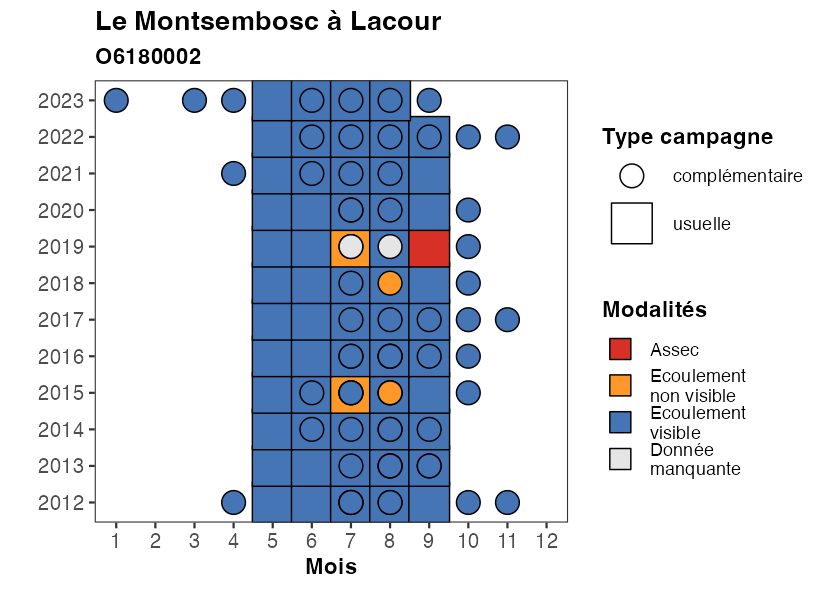 Le Montsembosc à Lacour
O6180002
2023
2022
2021
2020
2019
2018
2017
2016
2015
2014
2013
2012
1 2 3 4 5 6 7 8 9 10 11 12
Mois
Type campagne
complémentaire
usuelle
Modalités
Assec
Ecoulement
non visible
Ecoulement
visible
Donnée
manquante